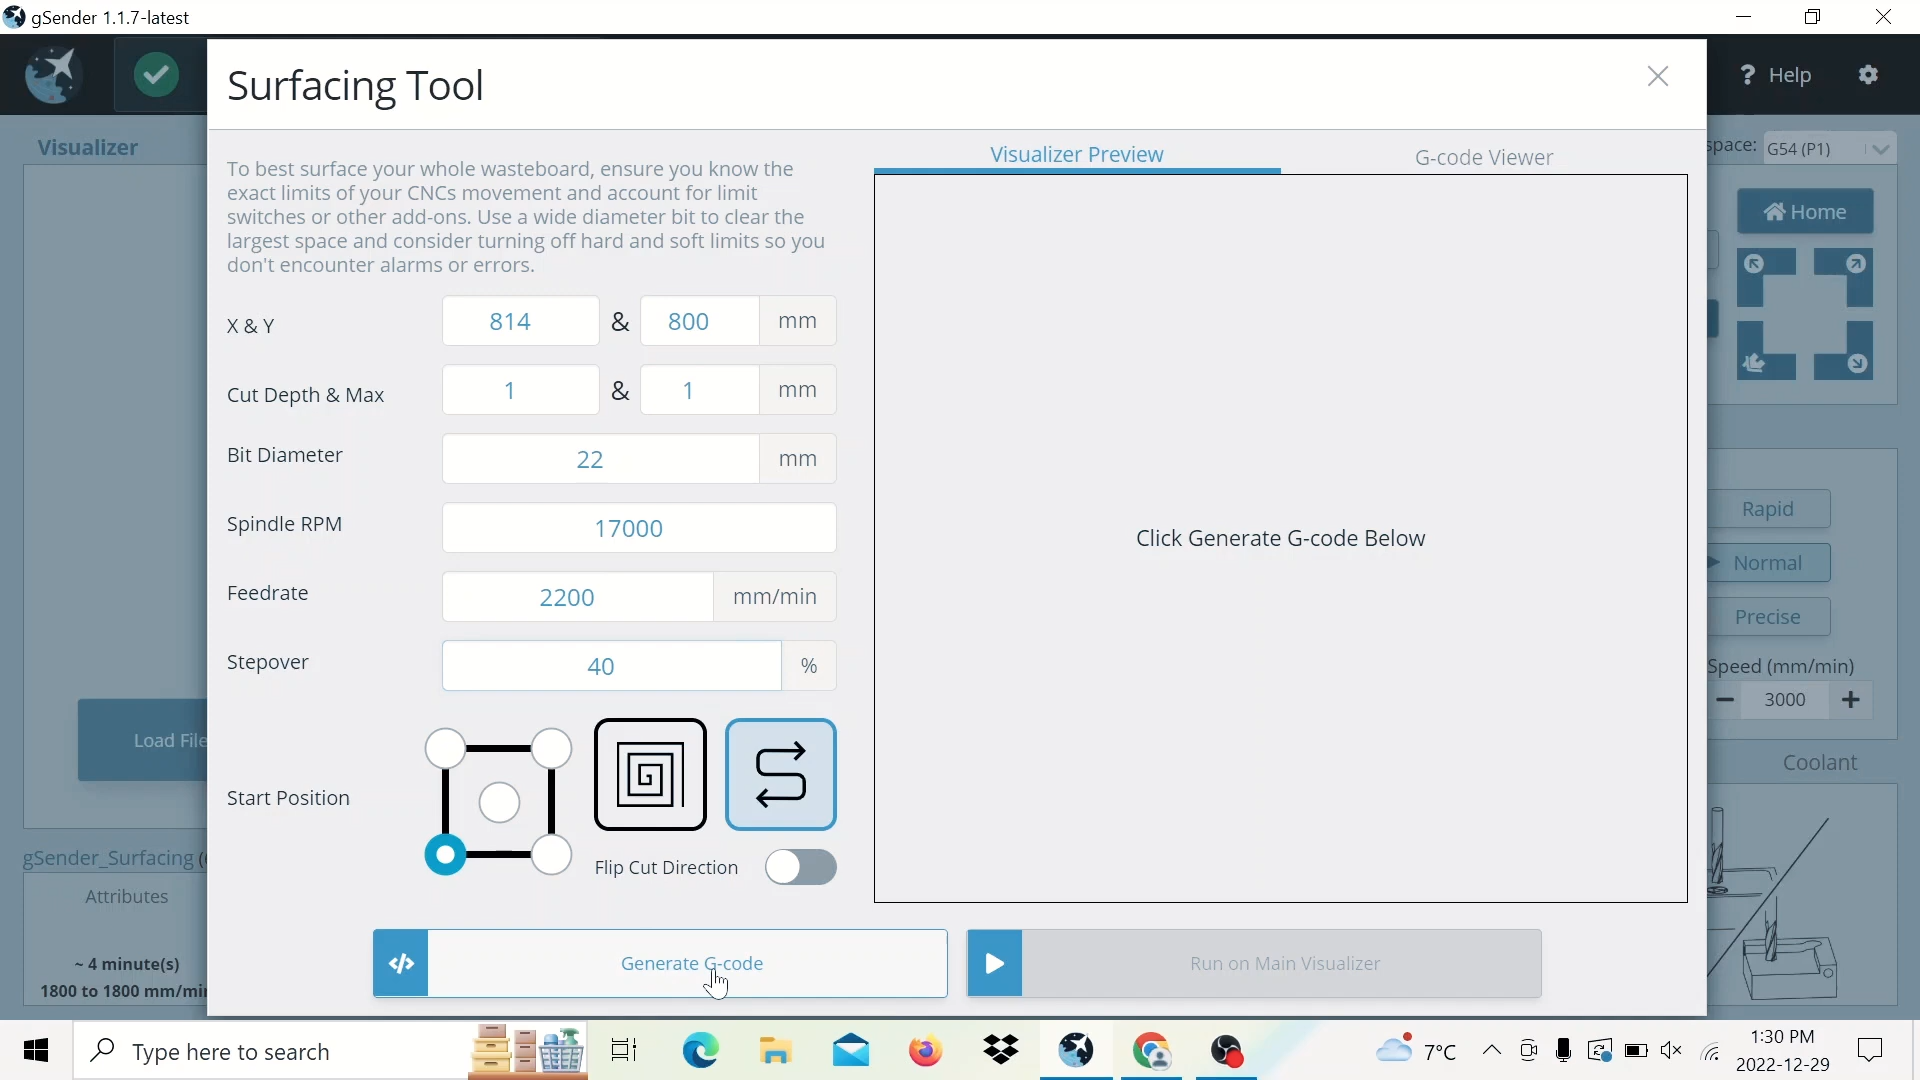 gSender 1.1.7-latest
Help
Surfacing Tool
Visualizer
To best surface your whole wasteboard, ensure you know the
exact limits of your CNCs movement and account for limit
switches or other add-ons. Use a wide diameter bit to clear the
largest space and consider turning off hard and soft limits so you
don't encounter alarms or errors.
X & Y 814 & 800 mm
Cut Depth & Max 1 & 1 mm
Bit Diameter 22 mm
Spindle RPM 17000
Feedrate 2200 mm/min
Stepover 40 %
Start Position
Flip Cut Direction
Generate G-code
Run on Main Visualizer
Visualizer Preview
G-code Viewer
Click Generate G-code Below
Load File
gSender_Surfacing (
Attributes
~ 4 minute(s)
1800 to 1800 mm/min
space: G54 (P1)
Home
Rapid
Normal
Precise
Speed (mm/min)
3000
Coolant
Type here to search
7°C
1:30 PM
2022-12-29